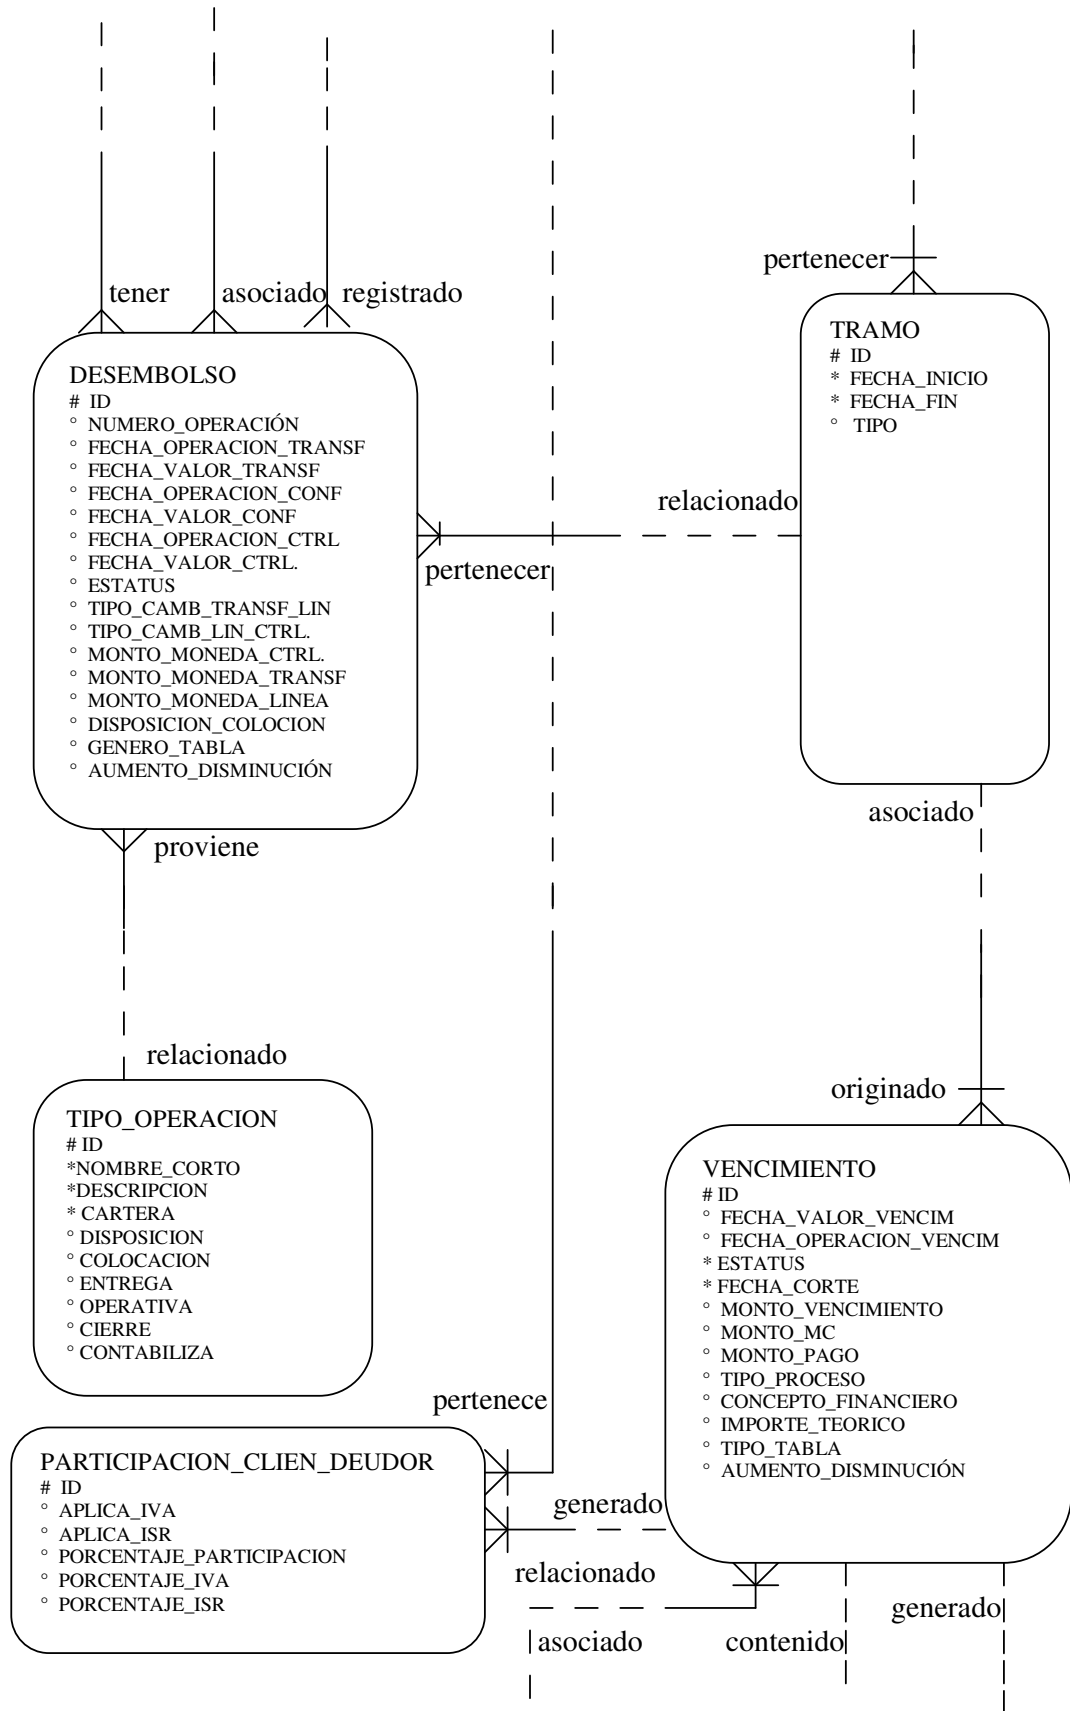 tener
asociado
registrado
pertenecer
DESEMBOLSO
# ID
° NUMERO_OPERACIÓN
° FECHA_OPERACION_TRANSF
° FECHA_VALOR_TRANSF
° FECHA_OPERACION_CONF
° FECHA_VALOR_CONF
° FECHA_OPERACION_CTRL
° FECHA_VALOR_CTRL.
° ESTATUS
° TIPO_CAMB_TRANSF_LIN
° TIPO_CAMB_LIN_CTRL.
° MONTO_MONEDA_CTRL.
° MONTO_MONEDA_TRANSF
° MONTO_MONEDA_LINEA
° DISPOSICION_COLOCION
° GENERO_TABLA
° AUMENTO_DISMINUCIÓN
TRAMO
# ID
* FECHA_INICIO
* FECHA_FIN
° TIPO
relacionado
pertenecer
asociado
proviene
relacionado
TIPO_OPERACION
# ID
*NOMBRE_CORTO
*DESCRIPCION
* CARTERA
° DISPOSICION
° COLOCACION
° ENTREGA
° OPERATIVA
° CIERRE
° CONTABILIZA
originado
VENCIMIENTO
# ID
° FECHA_VALOR_VENCIM
° FECHA_OPERACION_VENCIM
* ESTATUS
* FECHA_CORTE
° MONTO_VENCIMIENTO
° MONTO_MC
° MONTO_PAGO
° TIPO_PROCESO
° CONCEPTO_FINANCIERO
° IMPORTE_TEORICO
° TIPO_TABLA
° AUMENTO_DISMINUCIÓN
pertenece
PARTICIPACION_CLIEN_DEUDOR
# ID
° APLICA_IVA
° APLICA_ISR
° PORCENTAJE_PARTICIPACION
° PORCENTAJE_IVA
° PORCENTAJE_ISR
generado
relacionado
asociado
contenido
generado